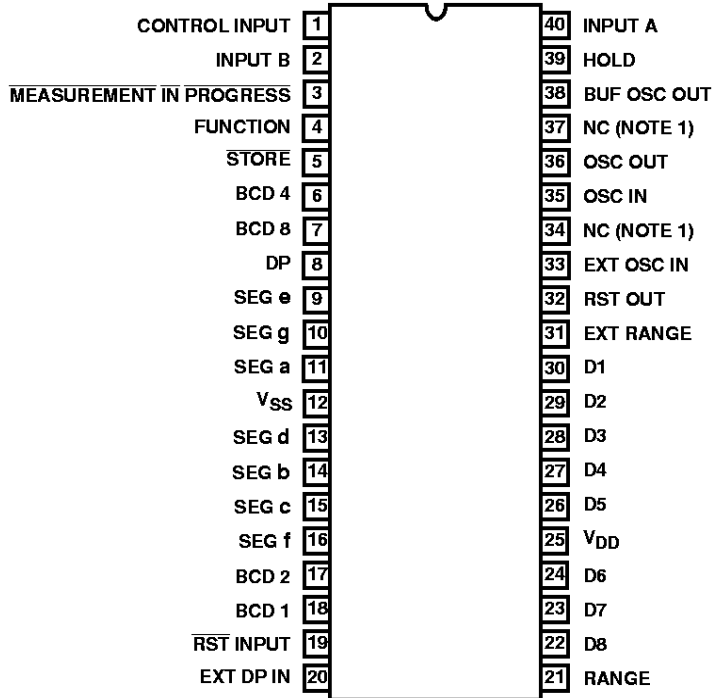 CONTROL INPUT 1 40 INPUT A
INPUT B 2 39 HOLD
MEASUREMENT IN PROGRESS 3 38 BUF OSC OUT
FUNCTION 4 37 NC (NOTE 1)
STORE 5 36 OSC OUT
BCD 4 6 35 OSC IN
BCD 8 7 34 NC (NOTE 1)
DP 8 33 EXT OSC IN
SEG e 9 32 RST OUT
SEG g 10 31 EXT RANGE
SEG a 11 30 D1
VSS 12 29 D2
SEG d 13 28 D3
SEG b 14 27 D4
SEG c 15 26 D5
SEG f 16 25 VDD
BCD 2 17 24 D6
BCD 1 18 23 D7
RST INPUT 19 22 D8
EXT DP IN 20 21 RANGE